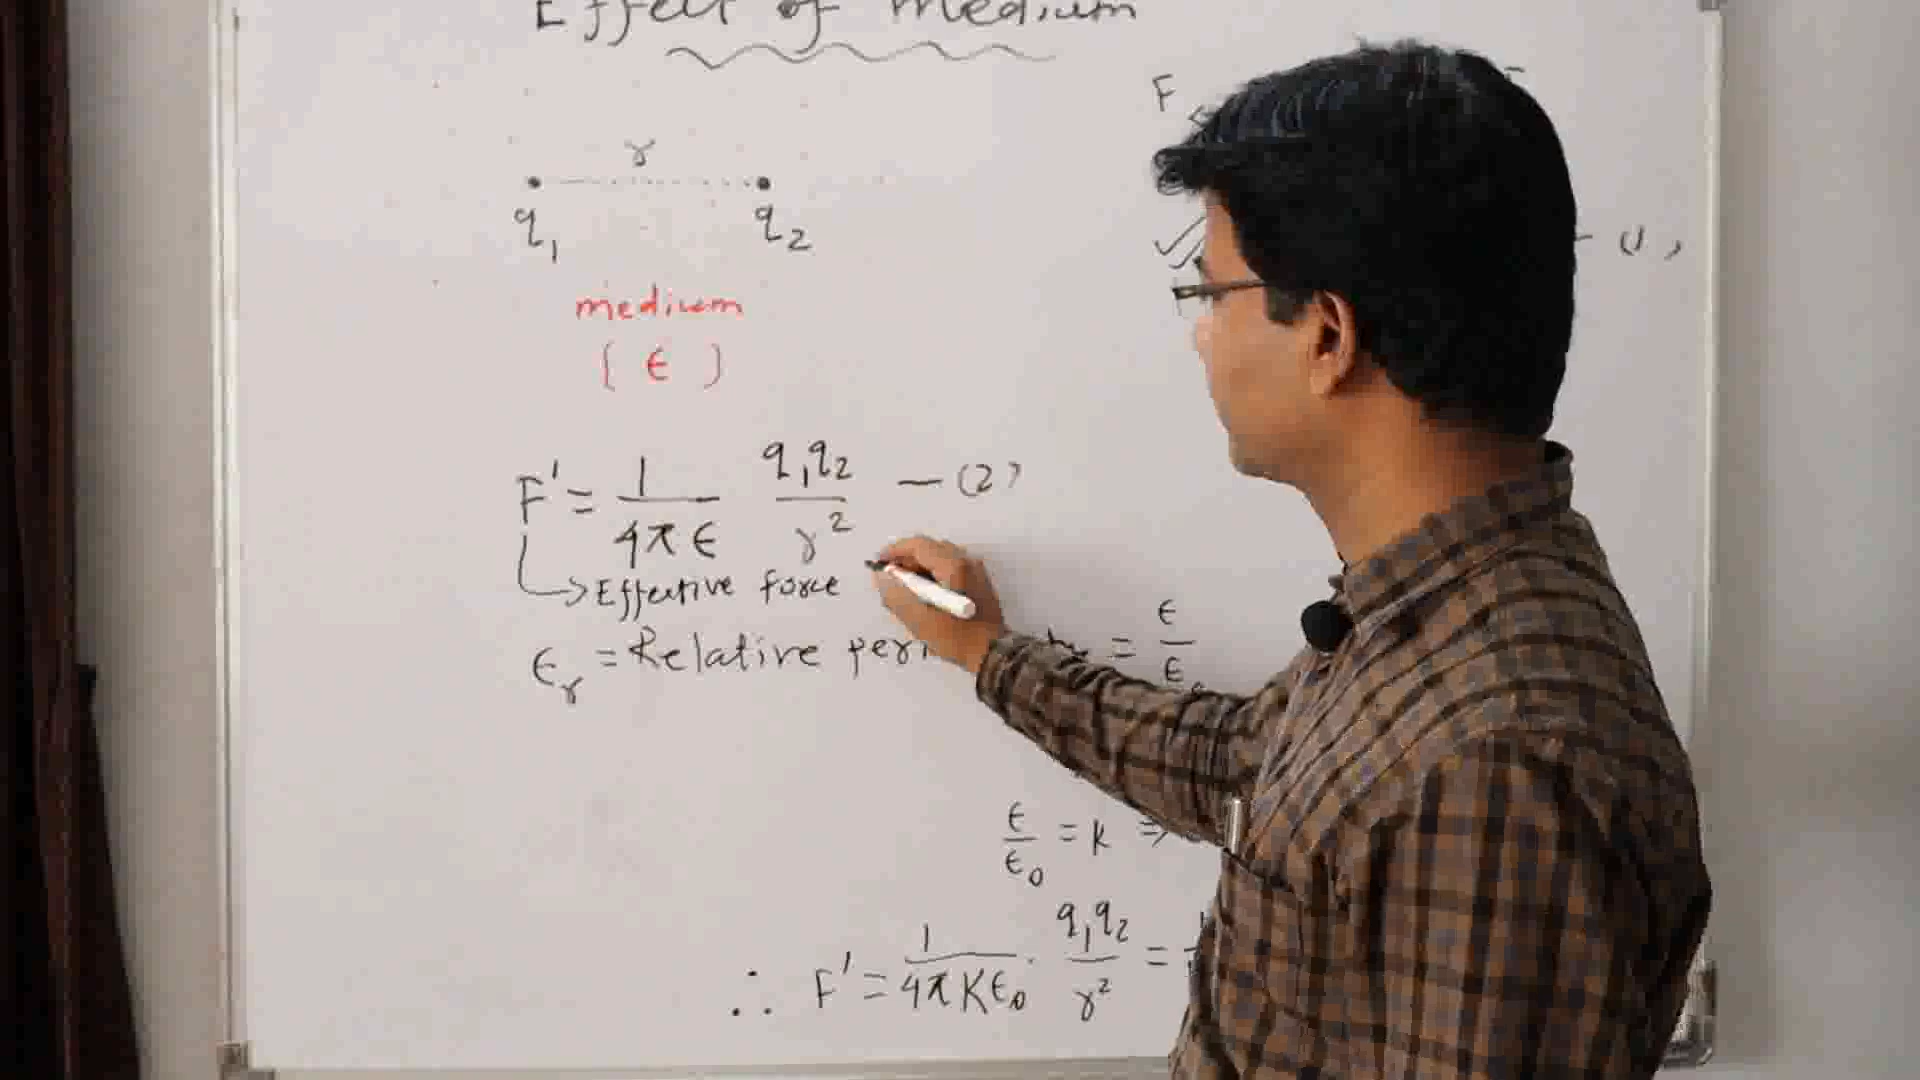 Effect of Medium
F
r
q₁ q₂
— (1)
medium
( ϵ )
F' = 1/4πϵ q₁q₂/r² — (2)
→ Effective force
ϵᵣ = Relative = ϵ/ϵ
ϵ/ϵ₀ = K ⇒
∴ F' = 1/4πKϵ₀ . q₁q₂/r² =